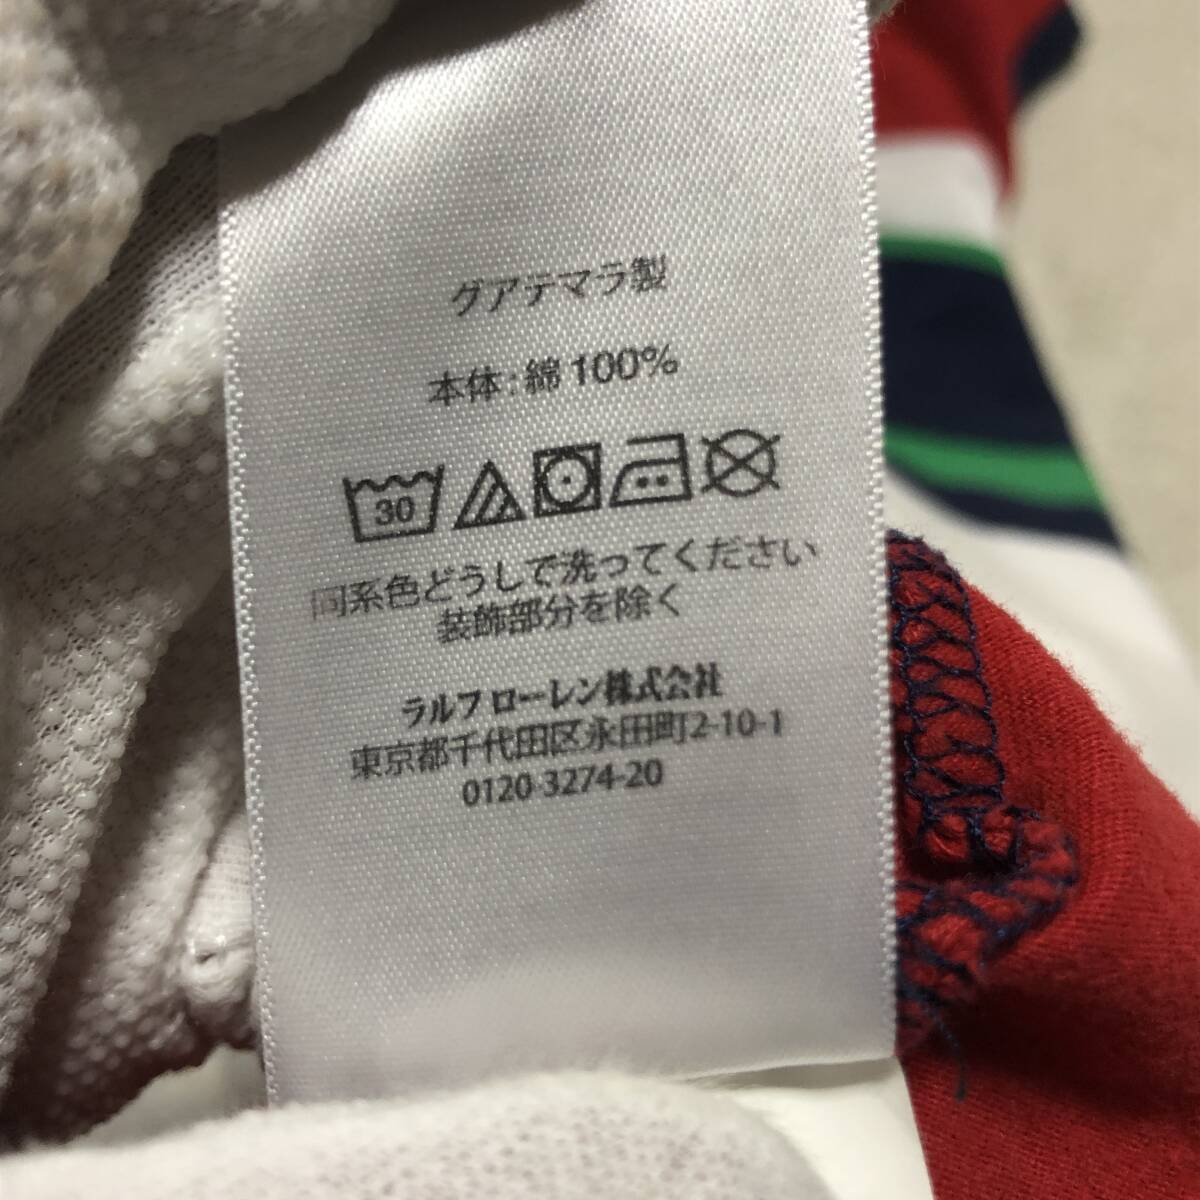 グアテマラ製
本体：綿 100%
30
同系色どうしで洗ってください
装飾部分を除く
ラルフ ローレン株式会社
東京都千代田区永田町2-10-1
0120-3274-20